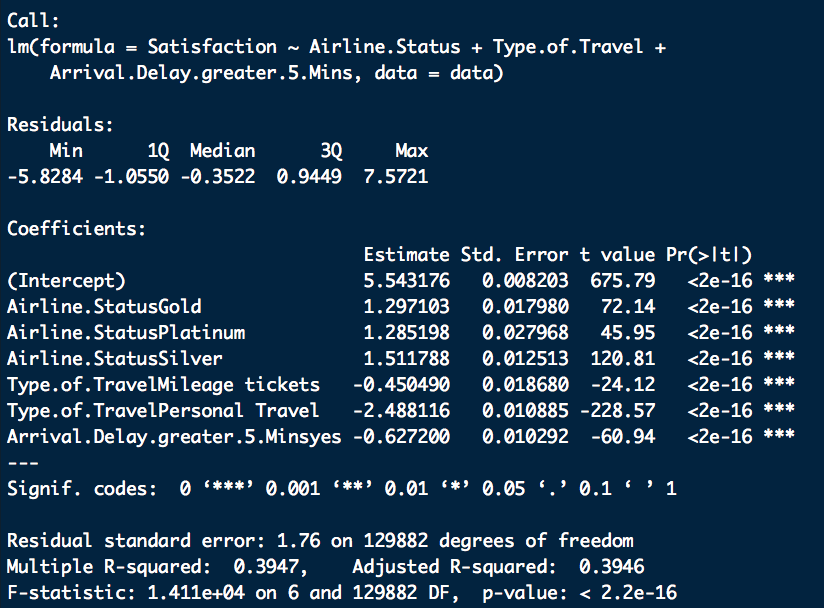 Call:
lm(formula = Satisfaction ~ Airline.Status + Type.of.Travel +
    Arrival.Delay.greater.5.Mins, data = data)

Residuals:
    Min      1Q  Median      3Q     Max
-5.8284 -1.0550 -0.3522  0.9449  7.5721

Coefficients:
                                 Estimate Std. Error t value Pr(>|t|)
(Intercept)                      5.543176   0.008203  675.79   <2e-16 ***
Airline.StatusGold               1.297103   0.017980   72.14   <2e-16 ***
Airline.StatusPlatinum           1.285198   0.027968   45.95   <2e-16 ***
Airline.StatusSilver             1.511788   0.012513  120.81   <2e-16 ***
Type.of.TravelMileage tickets   -0.450490   0.018680  -24.12   <2e-16 ***
Type.of.TravelPersonal Travel   -2.488116   0.010885 -228.57   <2e-16 ***
Arrival.Delay.greater.5.Minsyes -0.627200   0.010292  -60.94   <2e-16 ***
---
Signif. codes:  0 ‘***’ 0.001 ‘**’ 0.01 ‘*’ 0.05 ‘.’ 0.1 ‘ ’ 1

Residual standard error: 1.76 on 129882 degrees of freedom
Multiple R-squared:  0.3947,    Adjusted R-squared:  0.3946
F-statistic: 1.411e+04 on 6 and 129882 DF,  p-value: < 2.2e-16